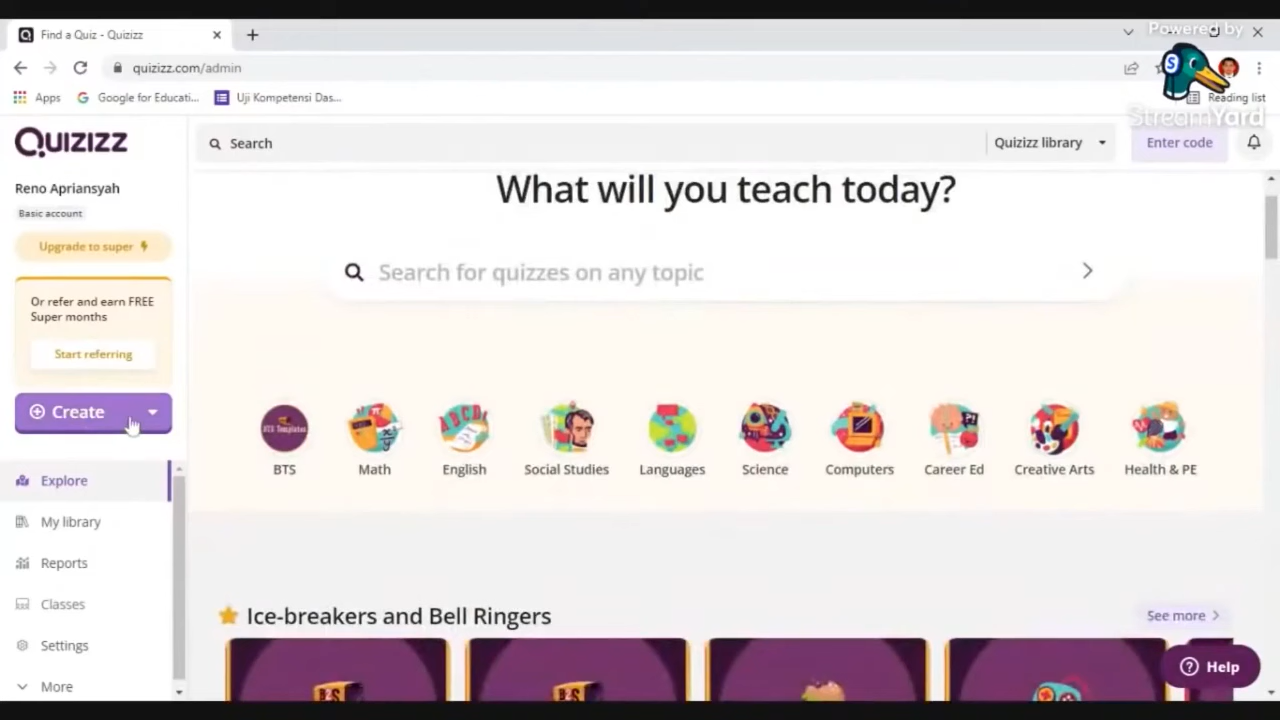 Find a Quiz - Quizizz
Powered by
quizizz.com/admin
Apps
Google for Educati...
Uji Kompetensi Das...
Reading list
StreamYard
QUIZIZZ
Search
Quizizz library
Enter code
Reno Apriansyah
Basic account
Upgrade to super
Or refer and earn FREE
Super months
Start referring
Create
Explore
My library
Reports
Classes
Settings
More
What will you teach today?
Search for quizzes on any topic
BTS Templates
BTS
Math
English
Social Studies
Languages
Science
Computers
Career Ed
Creative Arts
Health & PE
Ice-breakers and Bell Ringers
See more
Help